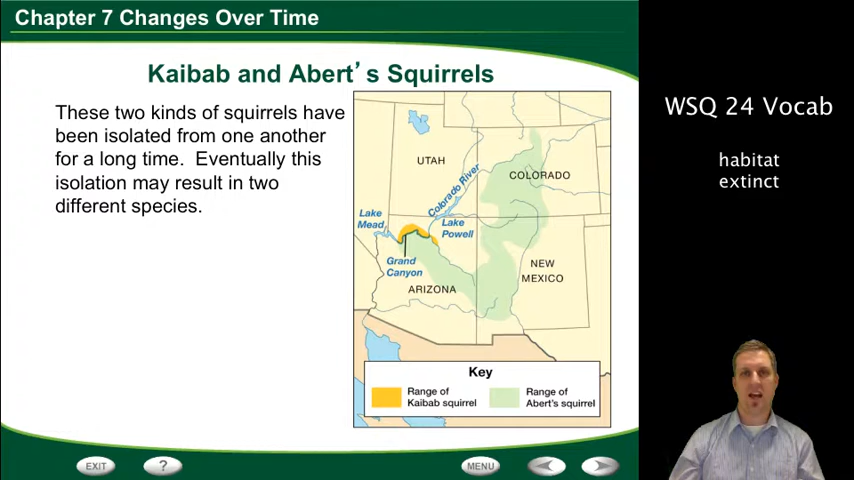 Chapter 7 Changes Over Time
Kaibab and Abert's Squirrels
These two kinds of squirrels have
been isolated from one another
for a long time.  Eventually this
isolation may result in two
different species.
UTAH
COLORADO
Colorado River
Lake
Mead
Lake
Powell
Grand
Canyon
ARIZONA
NEW
MEXICO
Key
Range of
Kaibab squirrel
Range of
Abert's squirrel
EXIT
?
MENU
WSQ 24 Vocab
habitat
extinct